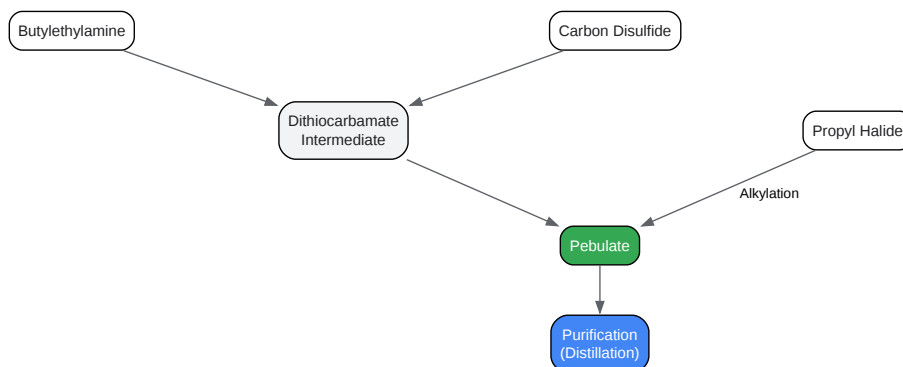 Butylethylamine
Carbon Disulfide
Dithiocarbamate
Intermediate
Propyl Halide
Alkylation
Pebulate
Purification
(Distillation)